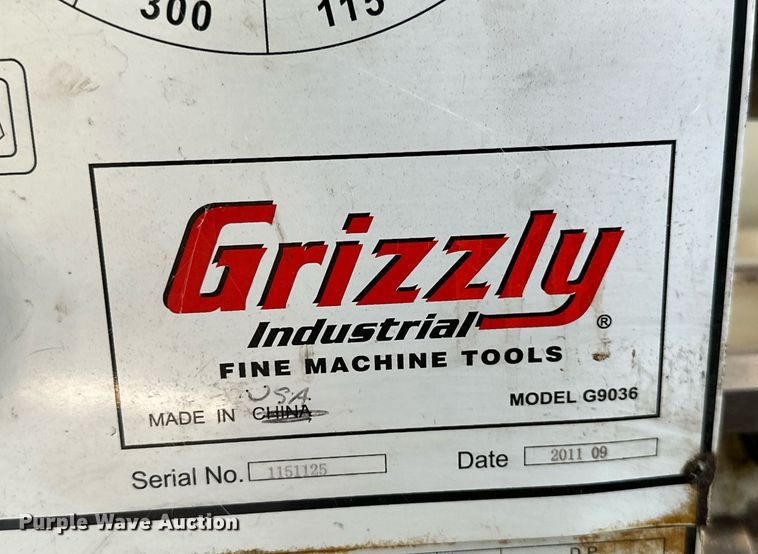 300 115
Grizzly
Industrial ®
FINE MACHINE TOOLS
USA
MADE IN CHINA MODEL G9036
Serial No. 1151125 Date 2011 09
Purple Wave Auction